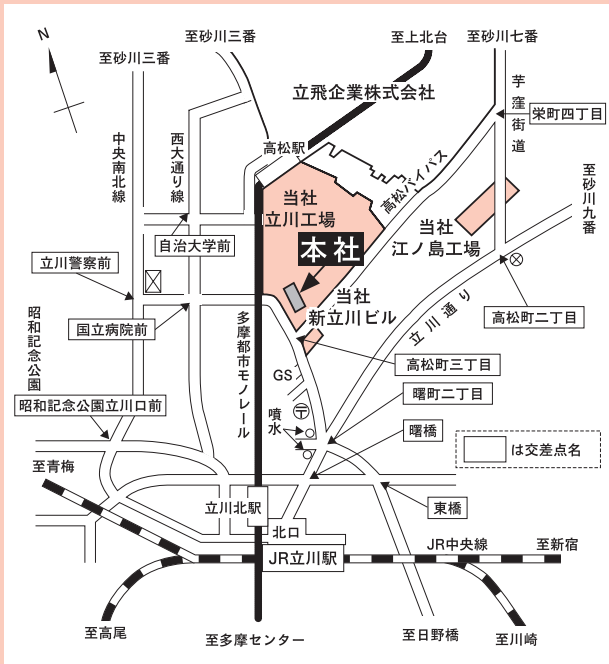 N
至砂川三番
至砂川三番
至上北台
至砂川七番
立飛企業株式会社
芋窪街道
栄町四丁目
中央南北線
西大通り線
高松駅
高松バイパス
至砂川九番
当社
立川工場
当社
江ノ島工場
自治大学前
本社
立川警察前
当社
新立川ビル
立川通り
高松町二丁目
国立病院前
昭和記念公園
多摩都市モノレール
高松町三丁目
GS
曙町二丁目
昭和記念公園立川口前
噴水
曙橋
は交差点名
至青梅
立川北駅
東橋
北口
JR中央線
至新宿
JR立川駅
至高尾
至多摩センター
至日野橋
至川崎